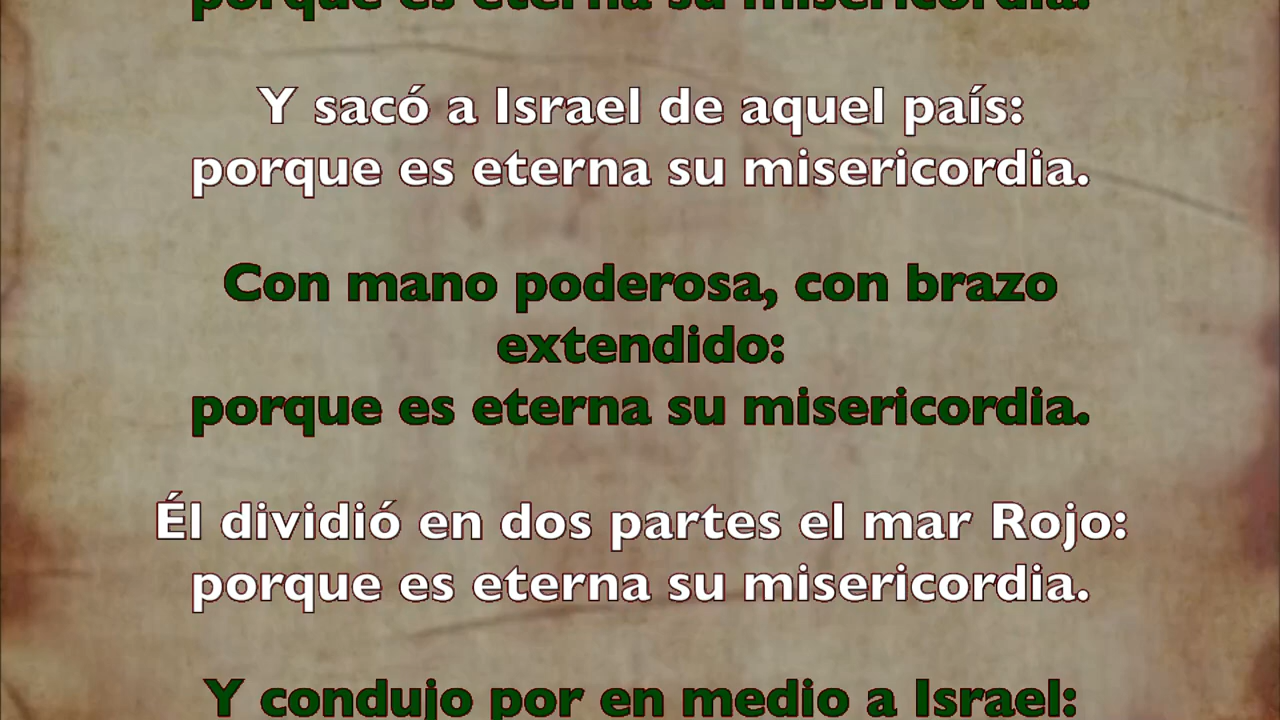 porque es eterna su misericordia.
Y sacó a Israel de aquel país:
porque es eterna su misericordia.
Con mano poderosa, con brazo
extendido:
porque es eterna su misericordia.
Él dividió en dos partes el mar Rojo:
porque es eterna su misericordia.
Y condujo por en medio a Israel: